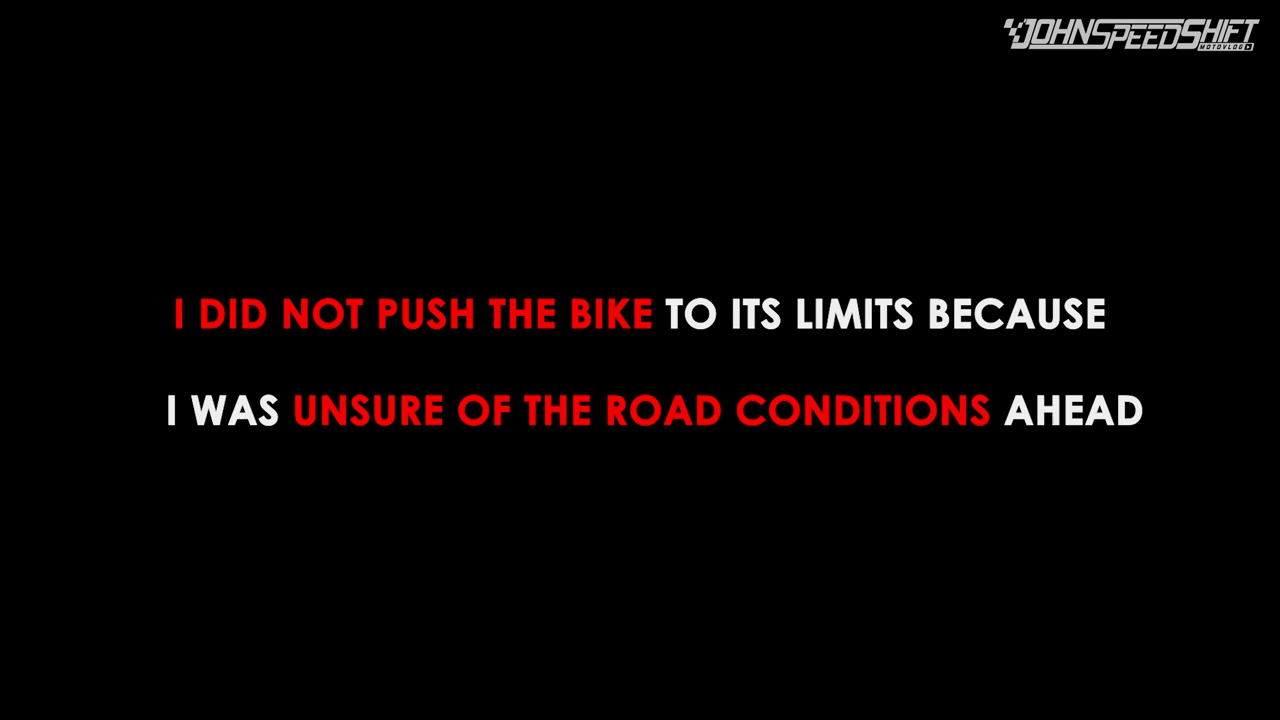 JOHNSPEEDSHIFT
MOTOVLOG
I DID NOT PUSH THE BIKE TO ITS LIMITS BECAUSE
I WAS UNSURE OF THE ROAD CONDITIONS AHEAD